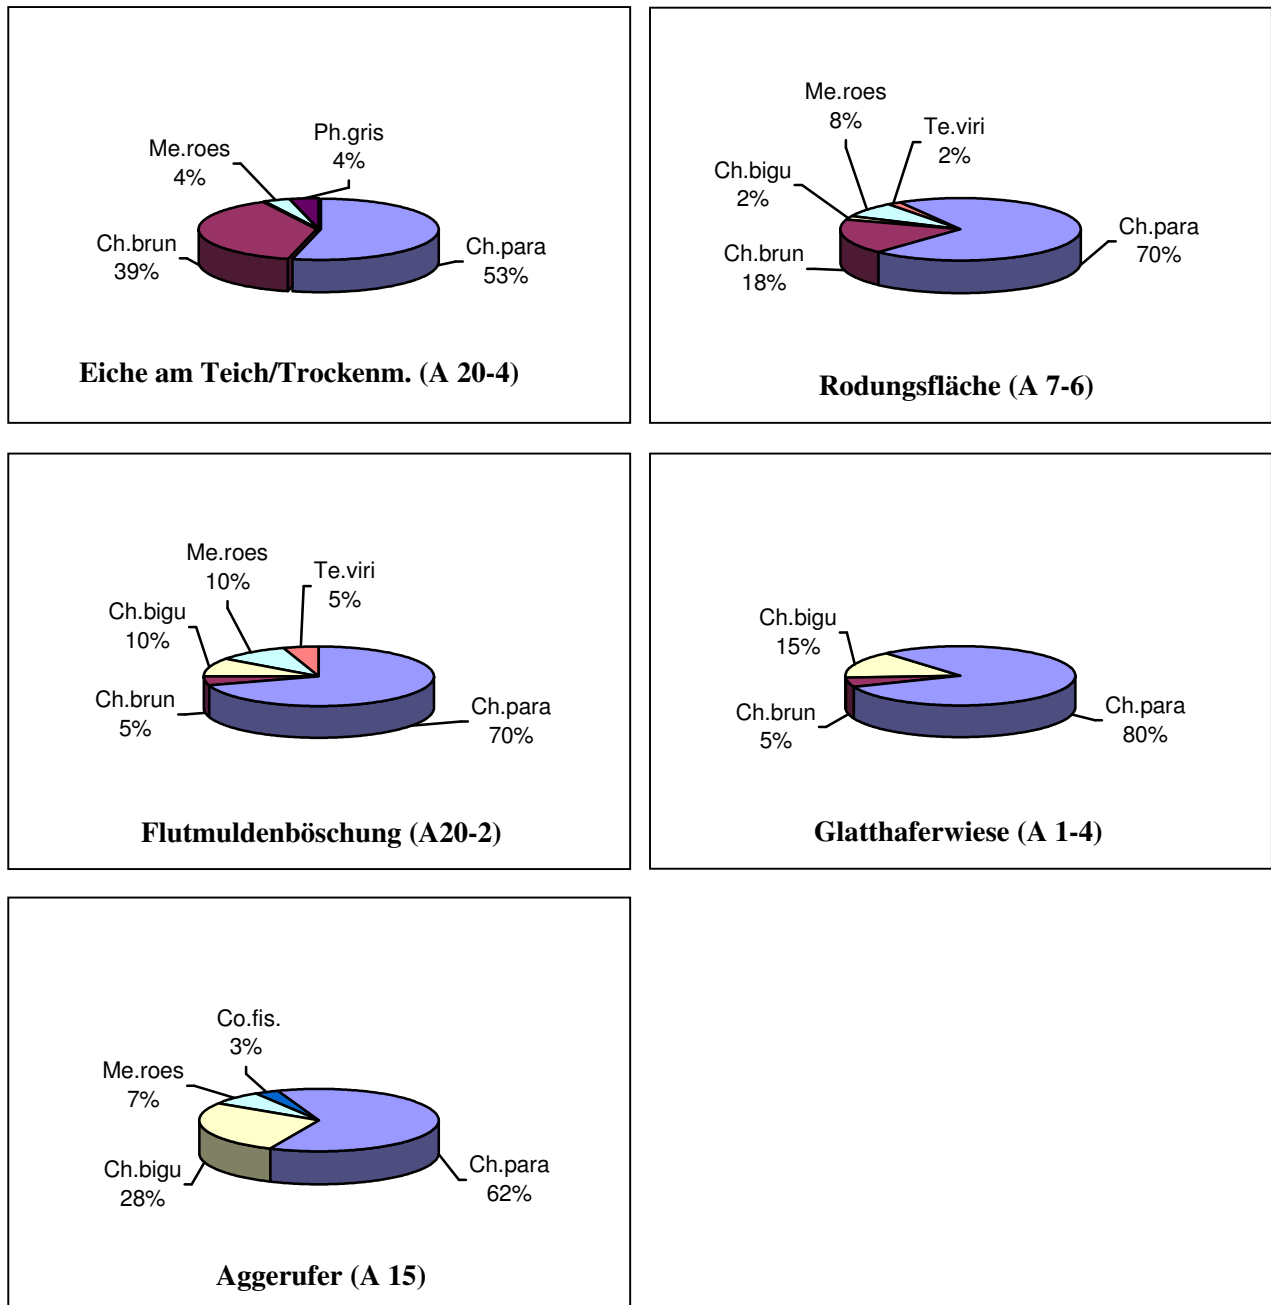 Ph.gris
4%
Me.roes
4%
Ch.brun
39%
Ch.para
53%
Eiche am Teich/Trockenm. (A 20-4)
Me.roes
8%
Te.viri
2%
Ch.bigu
2%
Ch.brun
18%
Ch.para
70%
Rodungsfläche (A 7-6)
Me.roes
10%
Te.viri
5%
Ch.bigu
10%
Ch.brun
5%
Ch.para
70%
Flutmuldenböschung (A20-2)
Ch.bigu
15%
Ch.brun
5%
Ch.para
80%
Glatthaferwiese (A 1-4)
Co.fis.
3%
Me.roes
7%
Ch.bigu
28%
Ch.para
62%
Aggerufer (A 15)